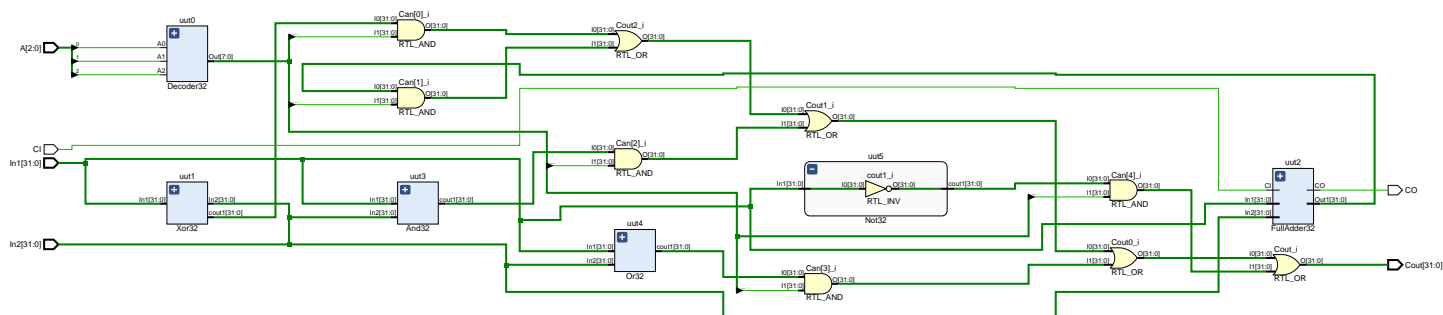 A[2:0]
0
1
2
uut0
A0
A1
A2
Out[7:0]
Decoder32
Can[0]_i
I0[31:0]
I1[31:0]
O[31:0]
RTL_AND
Can[1]_i
I0[31:0]
I1[31:0]
O[31:0]
RTL_AND
Cout2_i
I0[31:0]
I1[31:0]
O[31:0]
RTL_OR
CI
In1[31:0]
In2[31:0]
uut1
In1[31:0]
In2[31:0]
cout1[31:0]
Xor32
uut3
In1[31:0]
In2[31:0]
cout1[31:0]
And32
Can[2]_i
I0[31:0]
I1[31:0]
O[31:0]
RTL_AND
uut4
In1[31:0]
In2[31:0]
cout1[31:0]
Or32
Cout1_i
I0[31:0]
I1[31:0]
O[31:0]
RTL_OR
uut5
cout1_i
In1[31:0]
I0[31:0]
O[31:0]
cout1[31:0]
RTL_INV
Not32
Can[3]_i
I0[31:0]
I1[31:0]
O[31:0]
RTL_AND
Can[4]_i
I0[31:0]
I1[31:0]
O[31:0]
RTL_AND
Cout0_i
I0[31:0]
I1[31:0]
O[31:0]
RTL_OR
uut2
CI
In1[31:0]
In2[31:0]
CO
Out1[31:0]
FullAdder32
Cout_i
I0[31:0]
I1[31:0]
O[31:0]
RTL_OR
CO
Cout[31:0]